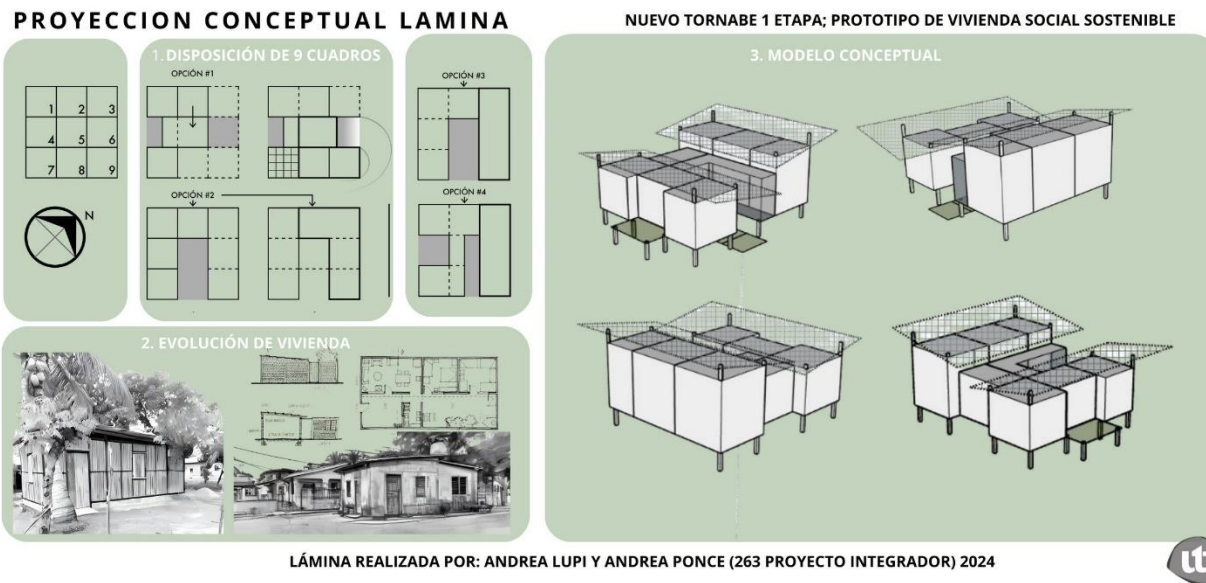 PROYECCION CONCEPTUAL LAMINA
NUEVO TORNABE 1 ETAPA; PROTOTIPO DE VIVIENDA SOCIAL SOSTENIBLE
1. DISPOSICIÓN DE 9 CUADROS
OPCIÓN #1
1 2 3
4 5 6
7 8 9
N
OPCIÓN #2
OPCIÓN #3
OPCIÓN #4
2. EVOLUCIÓN DE VIVIENDA
3. MODELO CONCEPTUAL
LÁMINA REALIZADA POR: ANDREA LUPI Y ANDREA PONCE (263 PROYECTO INTEGRADOR) 2024